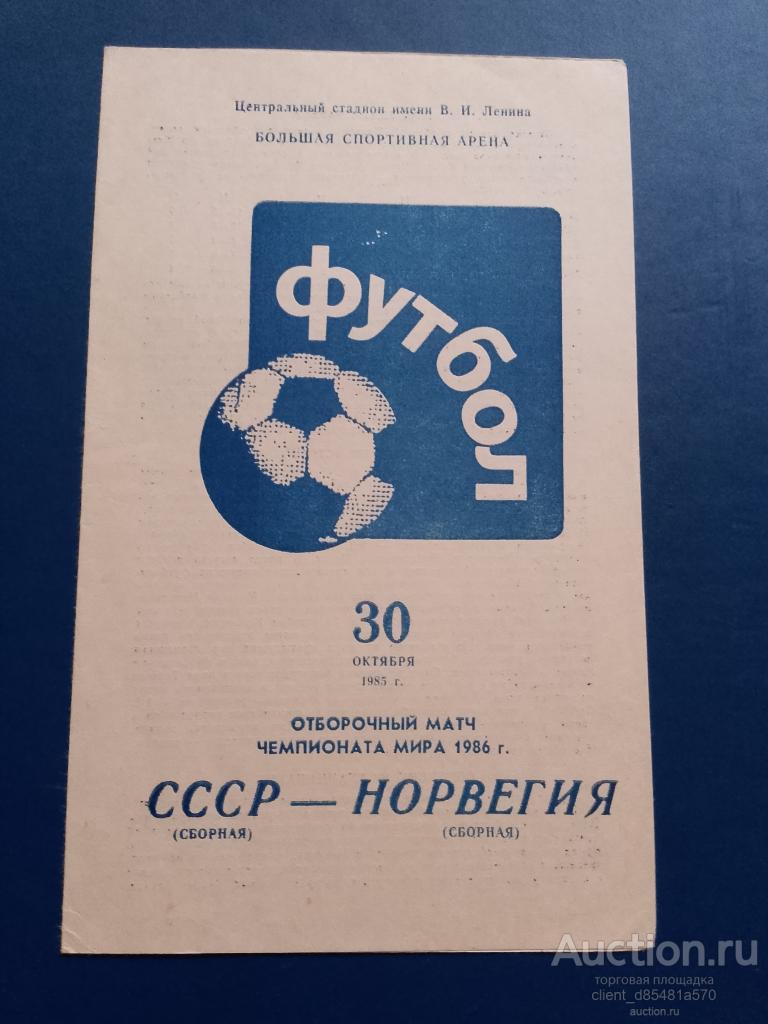 Центральный стадион имени В. И. Ленина
БОЛЬШАЯ СПОРТИВНАЯ АРЕНА
футбол
30
ОКТЯБРЯ
1985 г.
ОТБОРОЧНЫЙ МАТЧ
ЧЕМПИОНАТА МИРА 1986 г.
СССР — НОРВЕГИЯ
(СБОРНАЯ) (СБОРНАЯ)
Auction.ru
торговая площадка
client_d85481a570
auction.ru